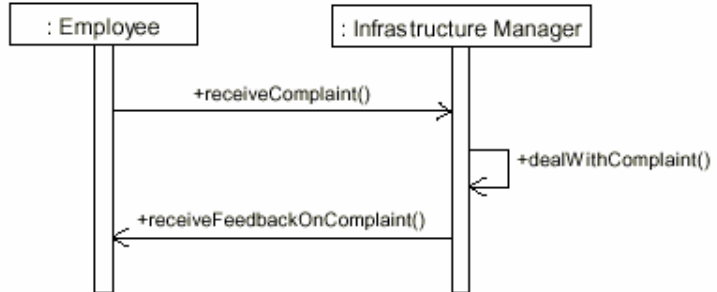 : Employee
: Infrastructure Manager
+receiveComplaint()
+dealWithComplaint()
+receiveFeedbackOnComplaint()